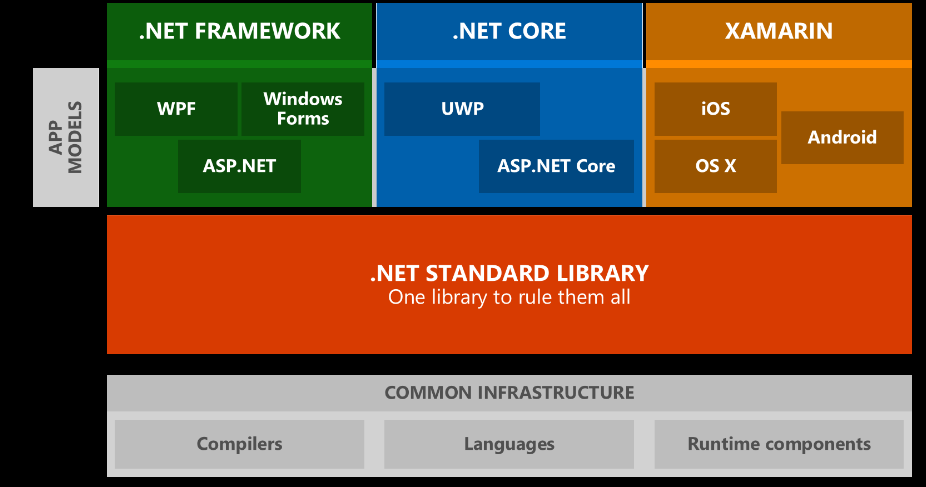 .NET FRAMEWORK
.NET CORE
XAMARIN
APP
MODELS
WPF
Windows
Forms
ASP.NET
UWP
ASP.NET Core
iOS
OS X
Android
.NET STANDARD LIBRARY
One library to rule them all
COMMON INFRASTRUCTURE
Compilers
Languages
Runtime components